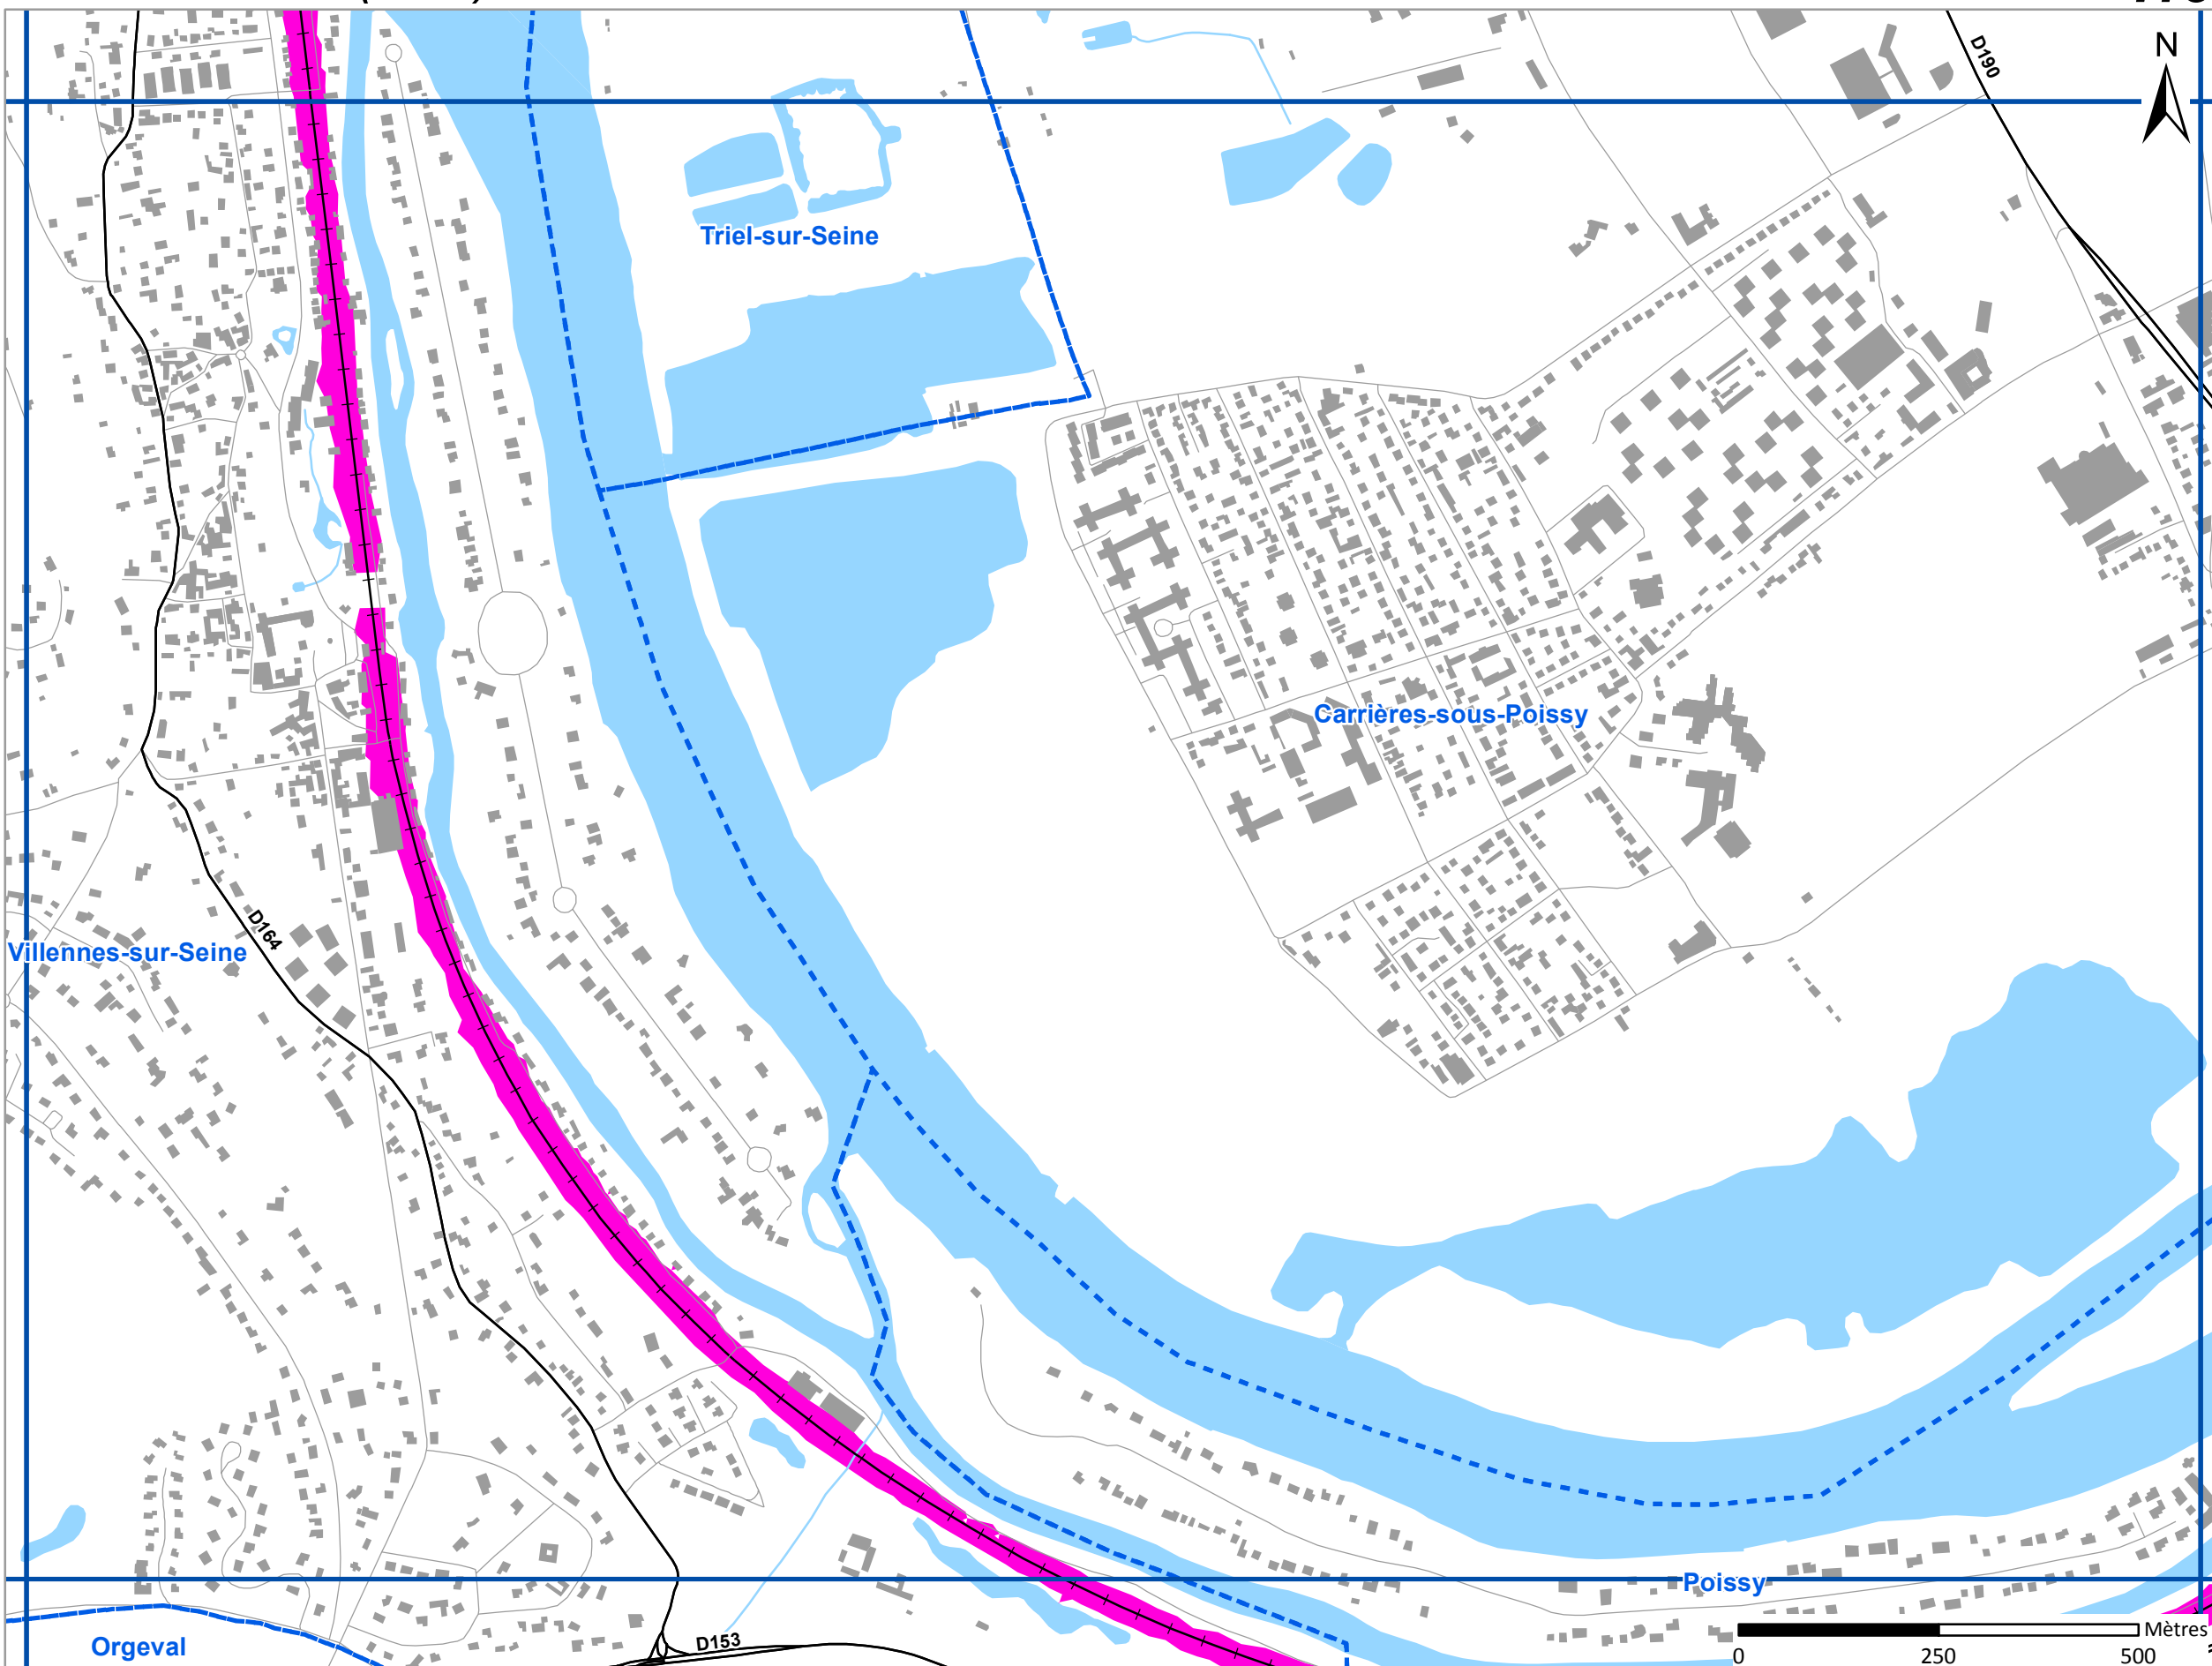 D190
N
Triel-sur-Seine
Carrières-sous-Poissy
D164
Villennes-sur-Seine
Poissy
Mètres
D153
Orgeval
0 250 500